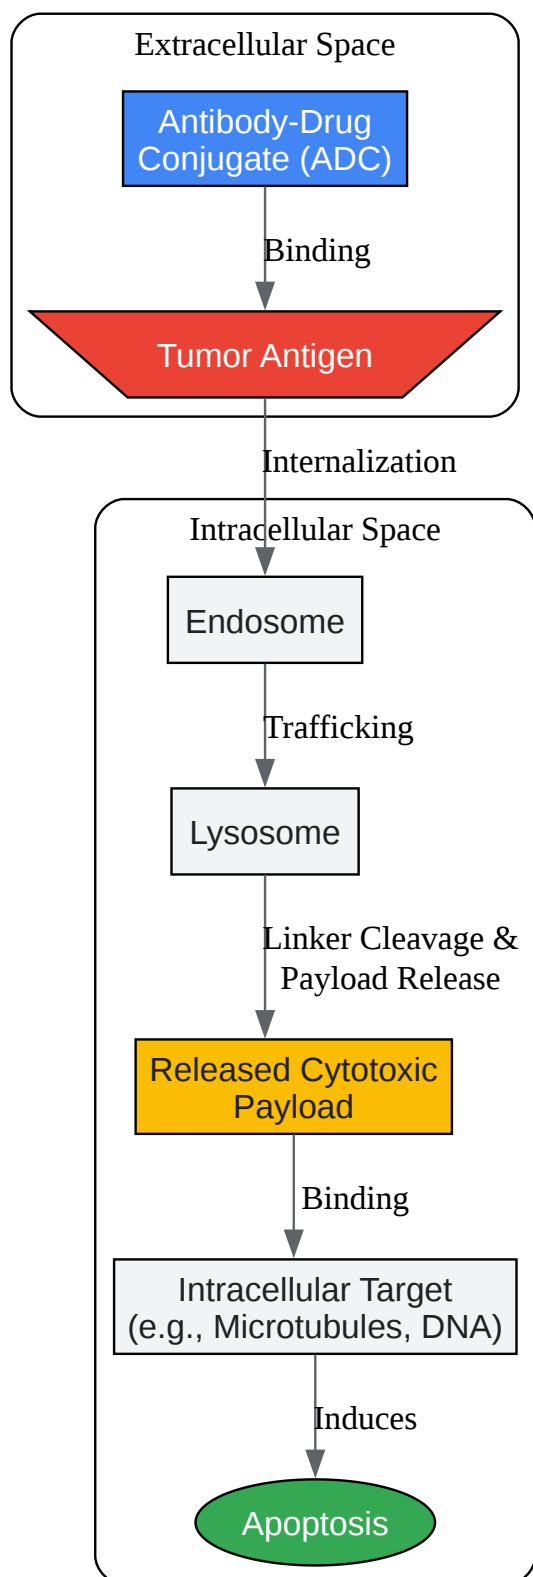 Extracellular Space
Antibody-Drug
Conjugate (ADC)
Binding
Tumor Antigen
Internalization
Intracellular Space
Endosome
Trafficking
Lysosome
Linker Cleavage &
Payload Release
Released Cytotoxic
Payload
Binding
Intracellular Target
(e.g., Microtubules, DNA)
Induces
Apoptosis